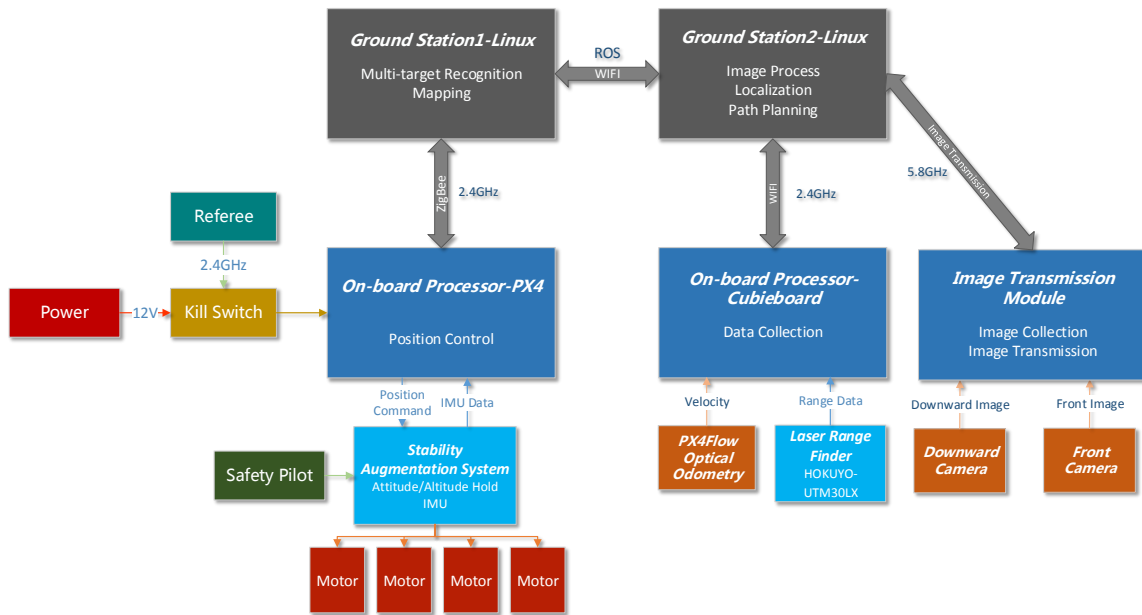 Ground Station1-Linux
Multi-target Recognition
Mapping
ROS
WIFI
Ground Station2-Linux
Image Process
Localization
Path Planning
Image Transmission
5.8GHz
ZigBee
2.4GHz
WIFI
2.4GHz
Referee
2.4GHz
Power
12V
Kill Switch
On-board Processor-PX4
Position Control
On-board Processor-
Cubieboard
Data Collection
Image Transmission
Module
Image Collection
Image Transmission
Position
Command
IMU Data
Velocity
Range Data
Downward Image
Front Image
Safety Pilot
Stability
Augmentation System
Attitude/Altitude Hold
IMU
PX4Flow
Optical
Odometry
Laser Range
Finder
HOKUYO-
UTM30LX
Downward
Camera
Front
Camera
Motor
Motor
Motor
Motor